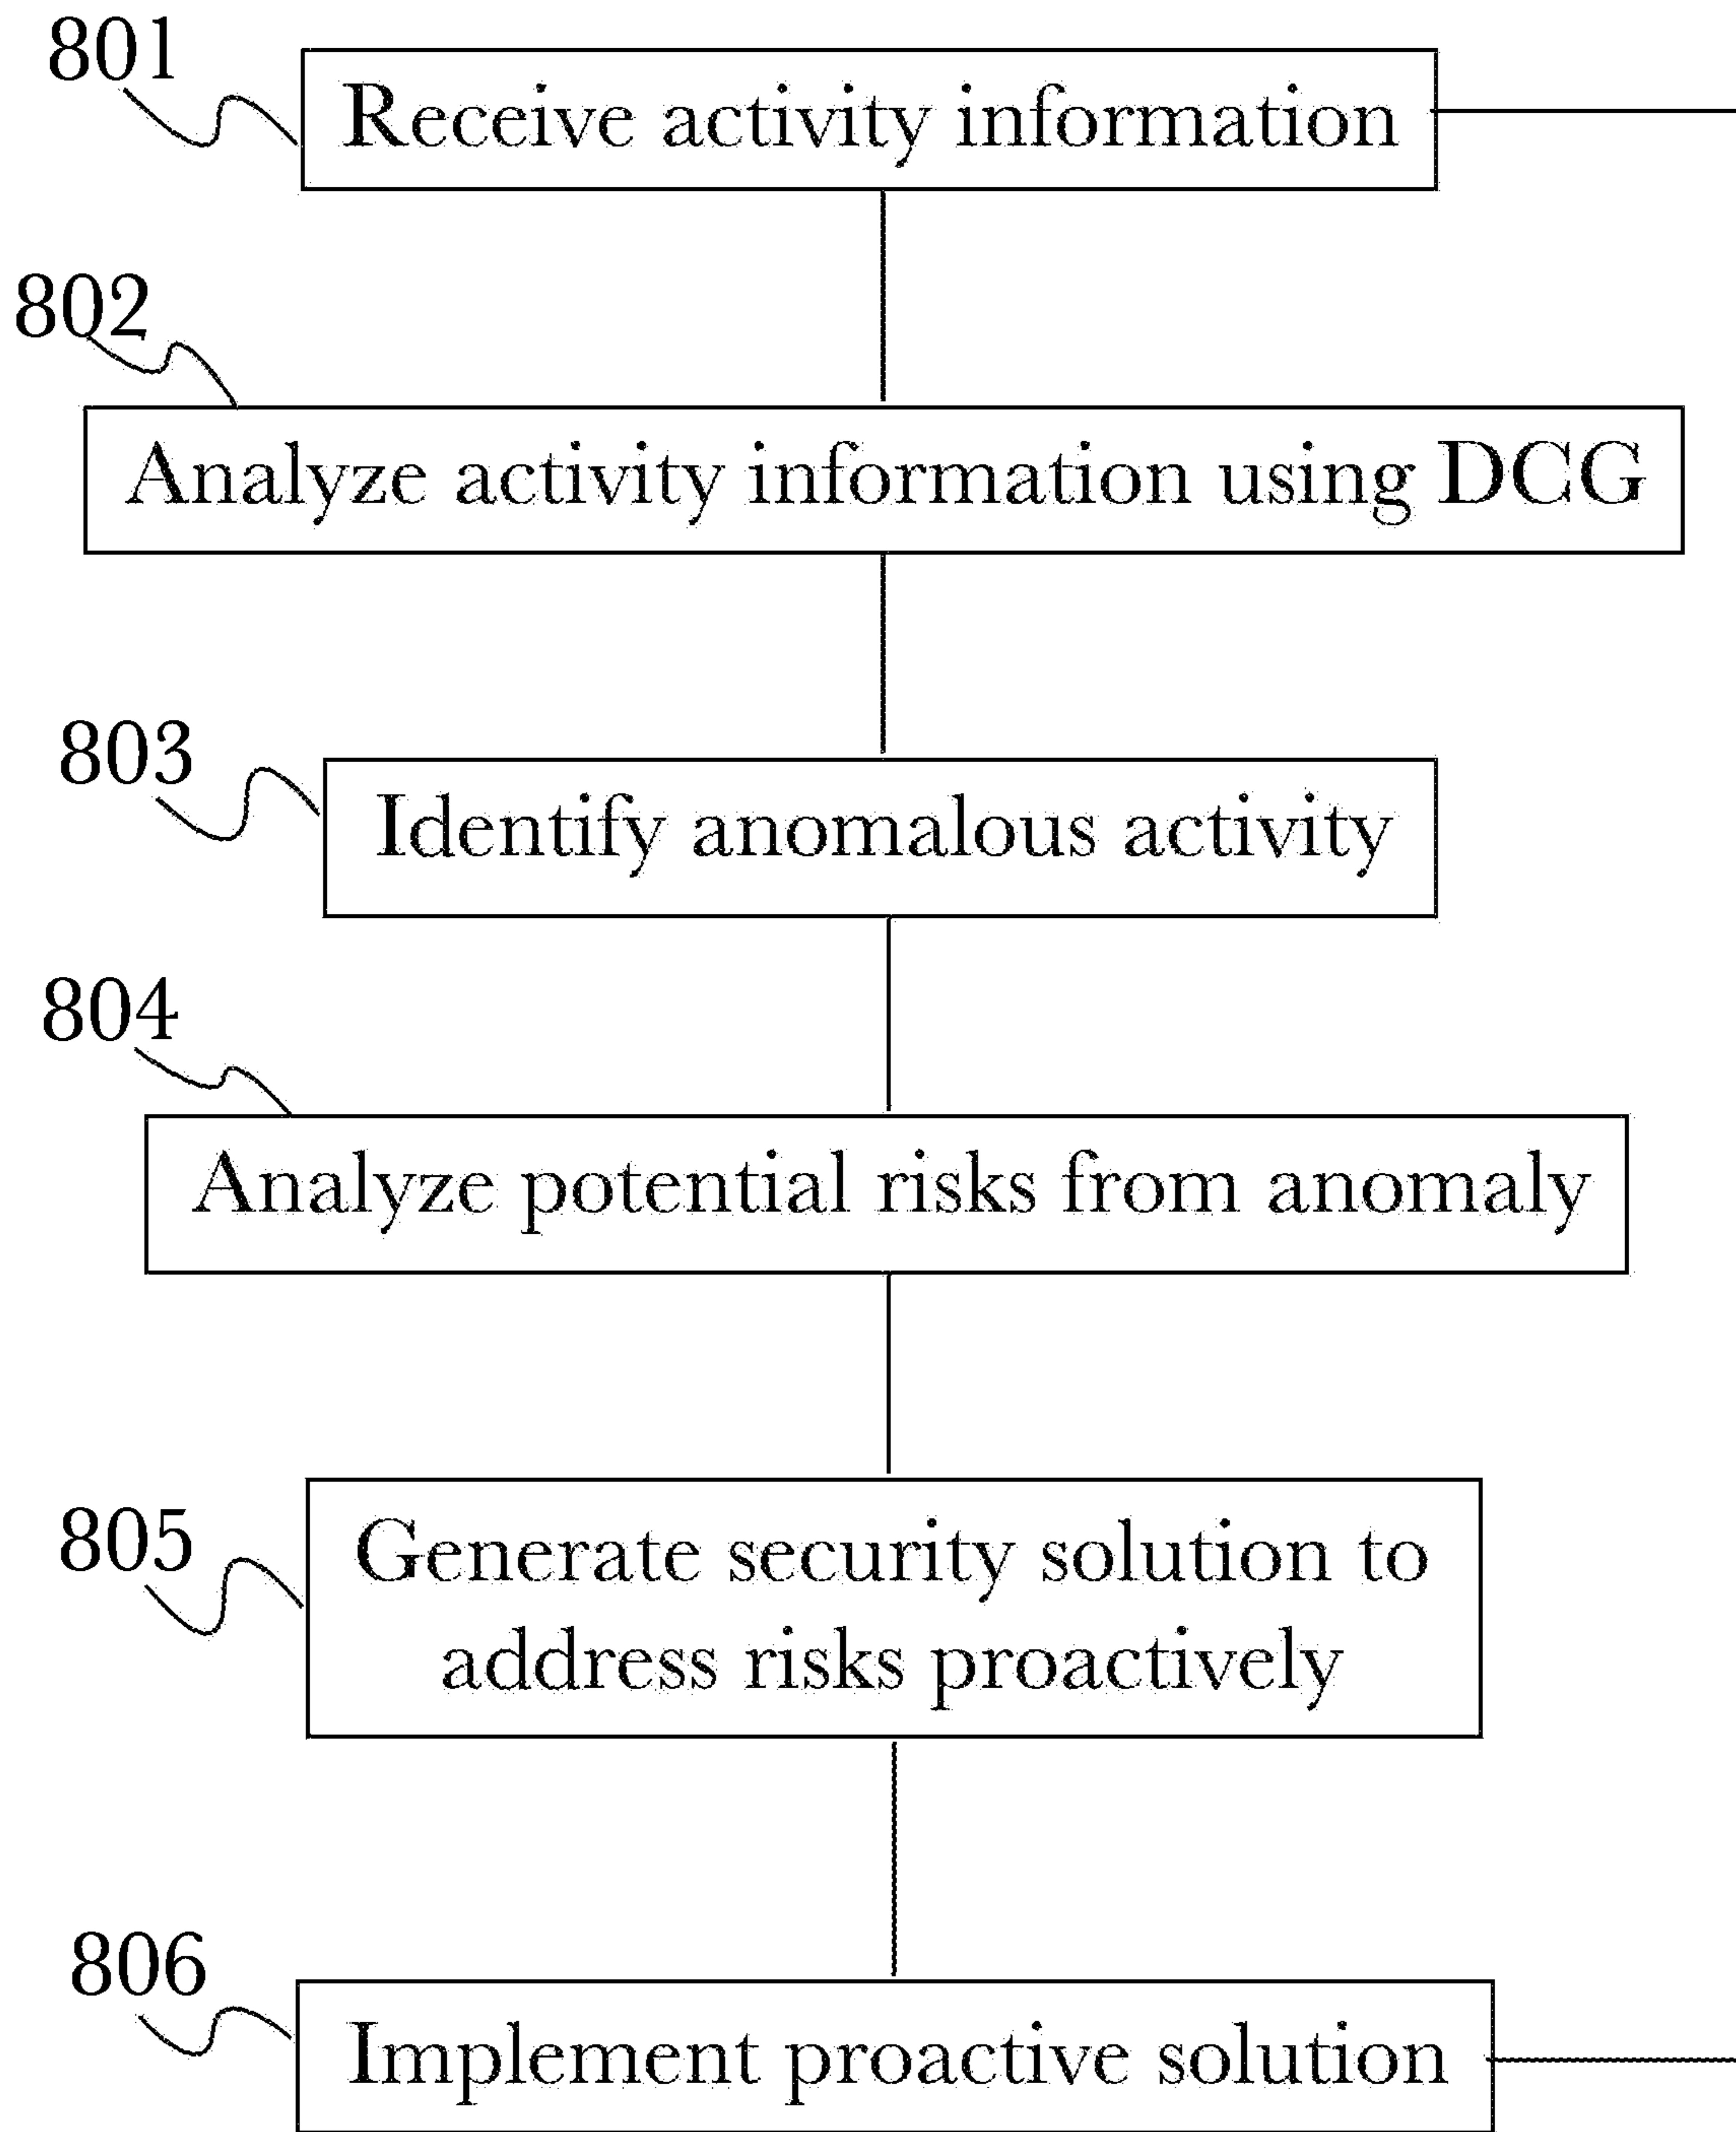 801
Receive activity information
802
Analyze activity information using DCG
803
Identify anomalous activity
804
Analyze potential risks from anomaly
805
Generate security solution to
address risks proactively
806
Implement proactive solution